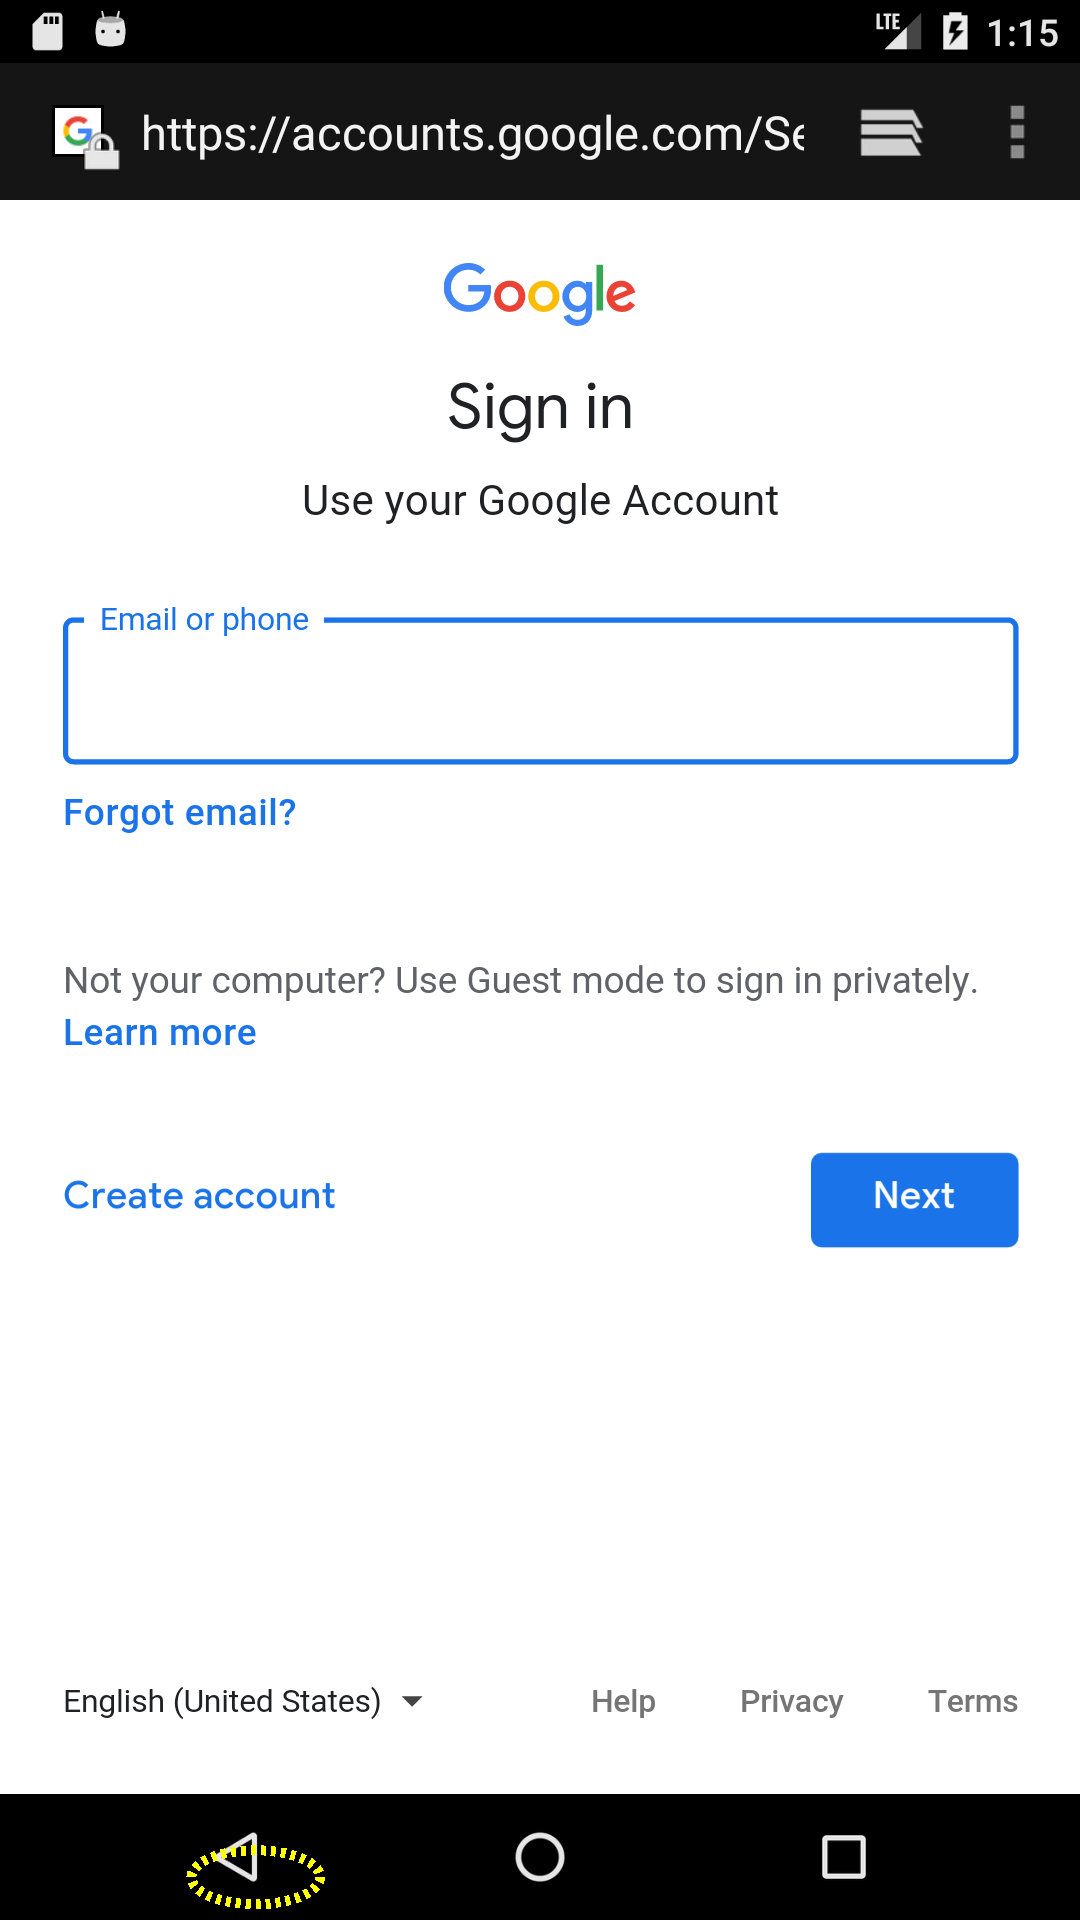 LTE 1:15
https://accounts.google.com/Se
Google
Sign in
Use your Google Account
Email or phone
Forgot email?
Not your computer? Use Guest mode to sign in privately.
Learn more
Create account Next
English (United States) Help Privacy Terms